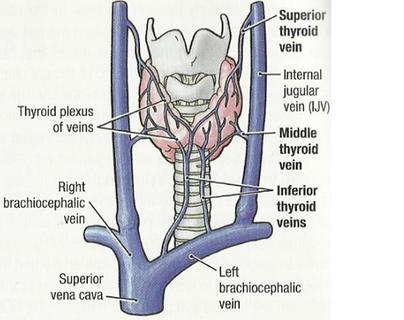 Superior
thyroid
vein
Internal
jugular
vein (IJV)
Thyroid plexus
of veins
Middle
thyroid
vein
Right
brachiocephalic
vein
Inferior
thyroid
veins
Superior
vena cava
Left
brachiocephalic
vein